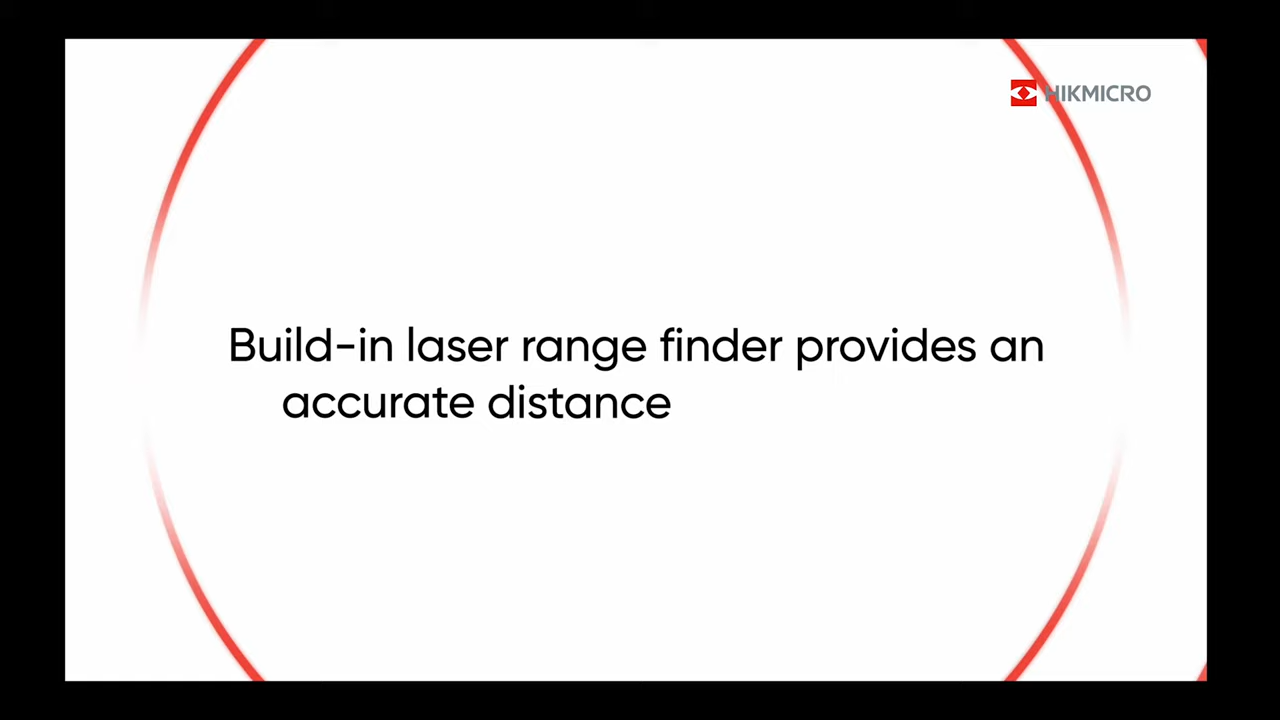 HIKMICRO
Build-in laser range finder provides an
accurate distance